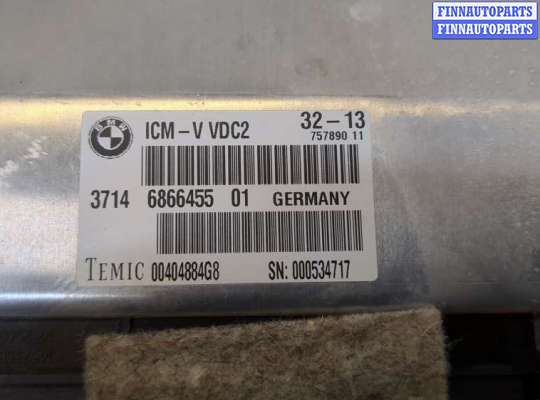 FINNAUTOPARTS
FINNAUTOPARTS
BMW
ICM-V VDC2
32-13
757890 11
3714 6866455 01 GERMANY
TEMIC 00404884G8 SN: 000534717